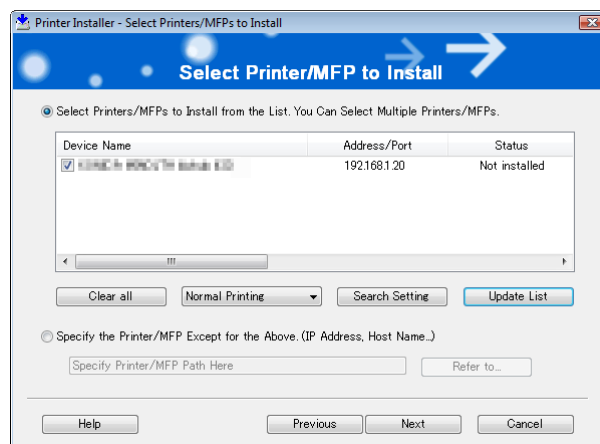 Printer Installer - Select Printers/MFPs to Install
Select Printer/MFP to Install
Select Printers/MFPs to Install from the List. You Can Select Multiple Printers/MFPs.
Device Name Address/Port Status
192.168.1.20 Not installed
Clear all Normal Printing Search Setting Update List
Specify the Printer/MFP Except for the Above. (IP Address, Host Name...)
Specify Printer/MFP Path Here Refer to...
Help Previous Next Cancel